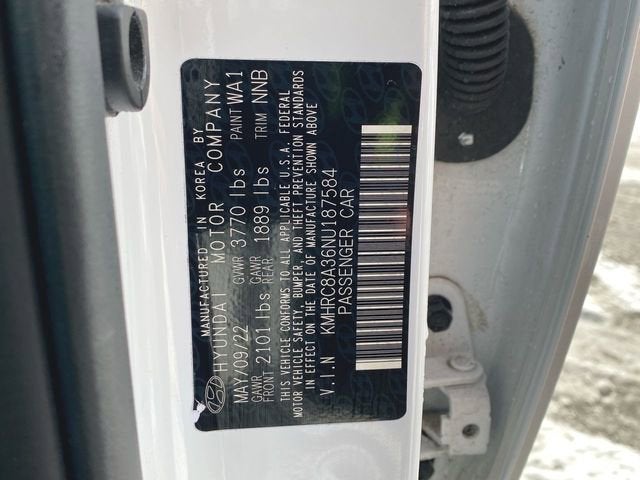 MANUFACTURED IN KOREA BY
HYUNDAI MOTOR COMPANY
MAY/09/22 GVWR 3770 lbs PAINT WA1
GAWR FRONT 2101 lbs GAWR REAR 1889 lbs TRIM NNB
THIS VEHICLE CONFORMS TO ALL APPLICABLE U.S.A. FEDERAL
MOTOR VEHICLE SAFETY, BUMPER, AND THEFT PREVENTION STANDARDS
IN EFFECT ON THE DATE OF MANUFACTURE SHOWN ABOVE
V.I.N KMHRC8A36NU187584
PASSENGER CAR